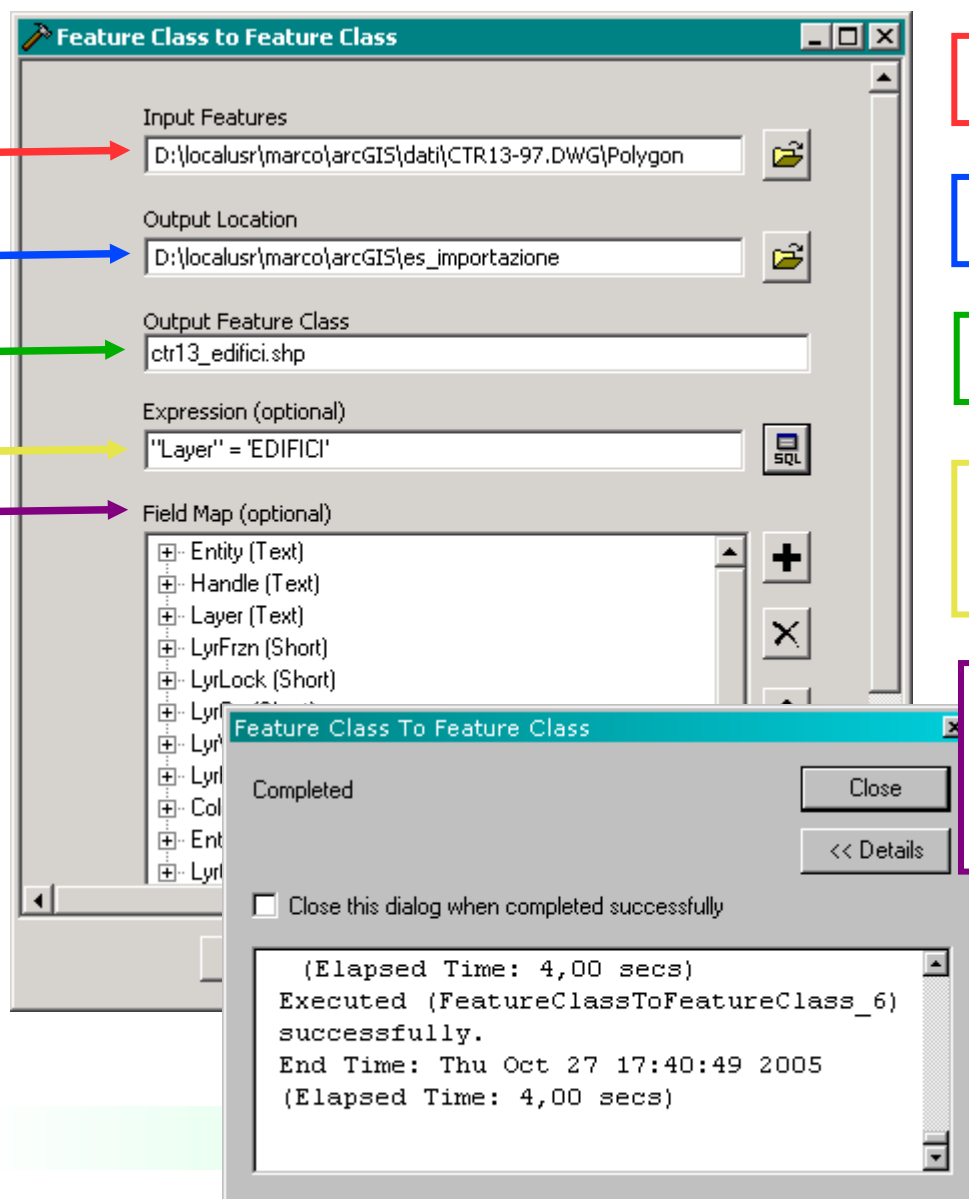 Feature Class to Feature Class
Input Features
D:\localusr\marco\arcGIS\dati\CTR13-97.DWG\Polygon
Output Location
D:\localusr\marco\arcGIS\es_importazione
Output Feature Class
ctr13_edifici.shp
Expression (optional)
"Layer" = 'EDIFICI'
SQL
Field Map (optional)
Entity (Text)
Handle (Text)
Layer (Text)
LyrFrzn (Short)
LyrLock (Short)
Feature Class To Feature Class
Completed
Close
<< Details
Close this dialog when completed successfully
(Elapsed Time: 4,00 secs)
Executed (FeatureClassToFeatureClass_6)
successfully.
End Time: Thu Oct 27 17:40:49 2005
(Elapsed Time: 4,00 secs)